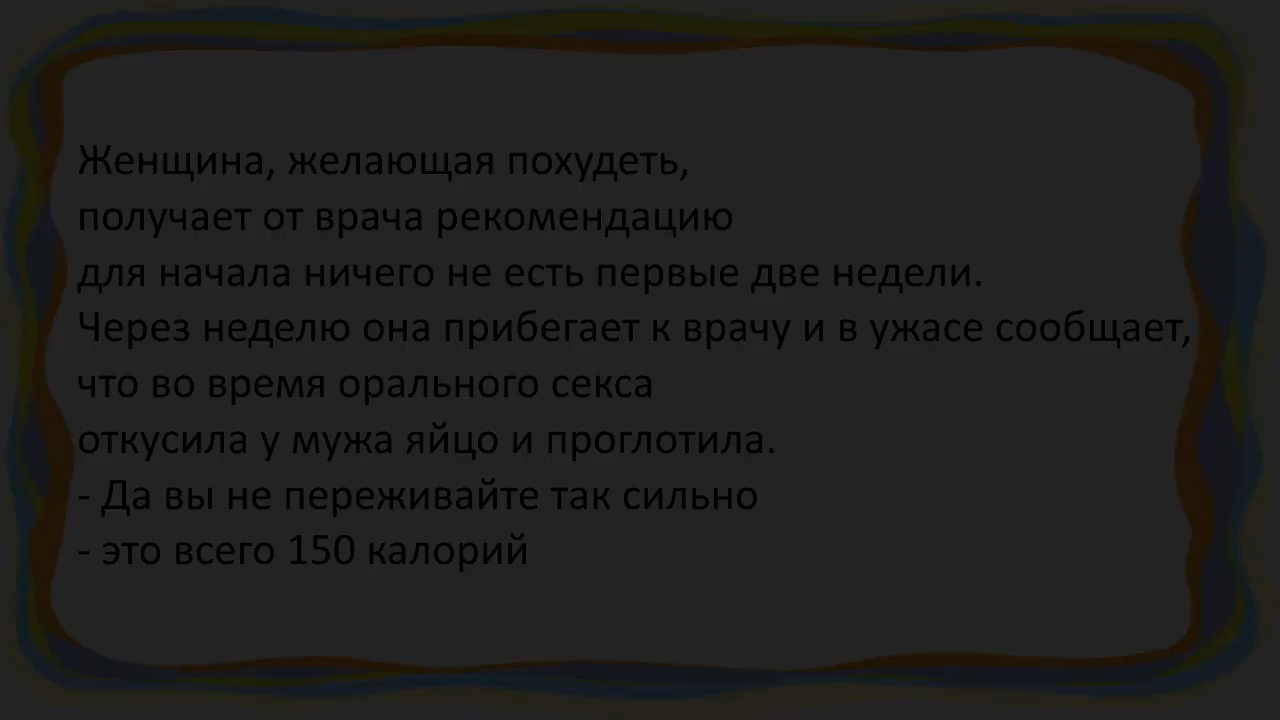 Женщина, желающая похудеть,
получает от врача рекомендацию
для начала ничего не есть первые две недели.
Через неделю она прибегает к врачу и в ужасе сообщает,
что во время орального секса
откусила у мужа яйцо и проглотила.
- Да вы не переживайте так сильно
- это всего 150 калорий